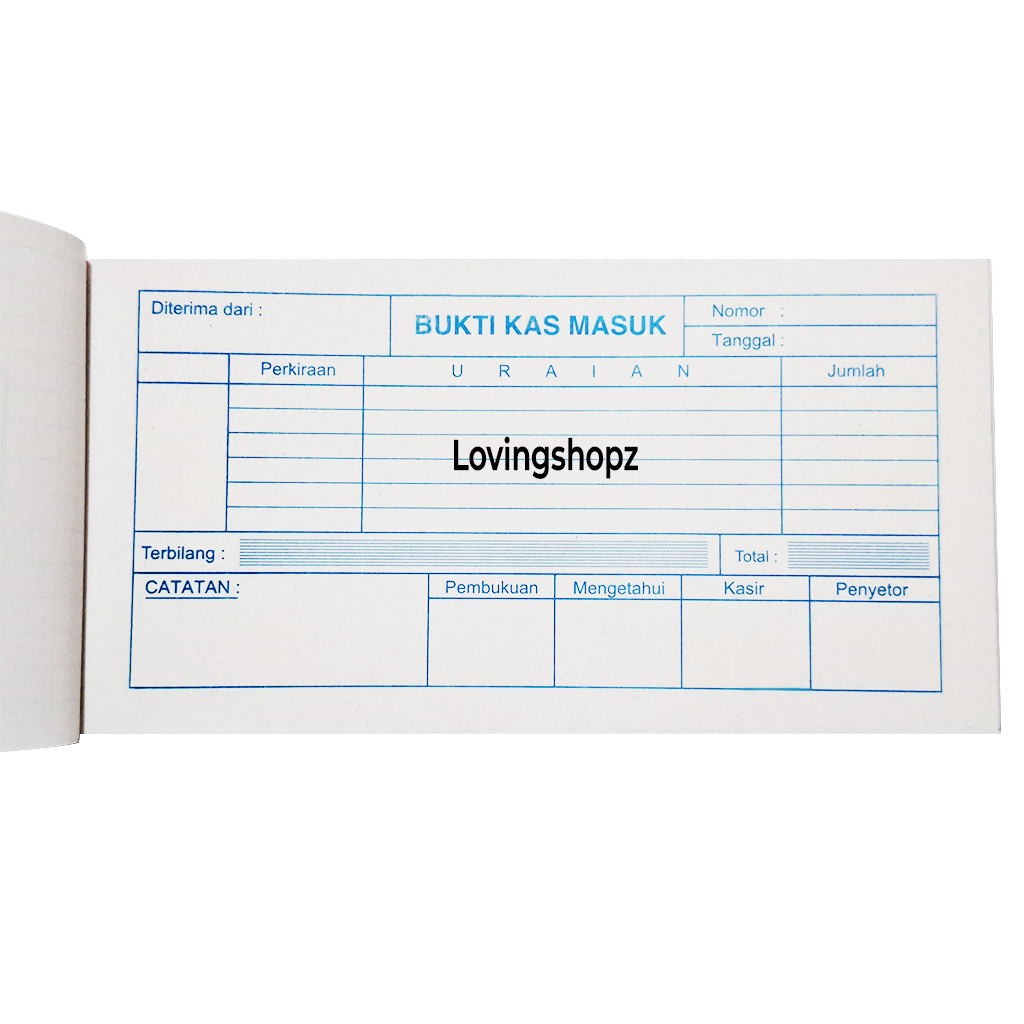 Diterima dari :
BUKTI KAS MASUK
Nomor :
Tanggal :
Perkiraan
U R A I A N
Jumlah
Lovingshopz
Terbilang :
Total :
CATATAN :
Pembukuan
Mengetahui
Kasir
Penyetor